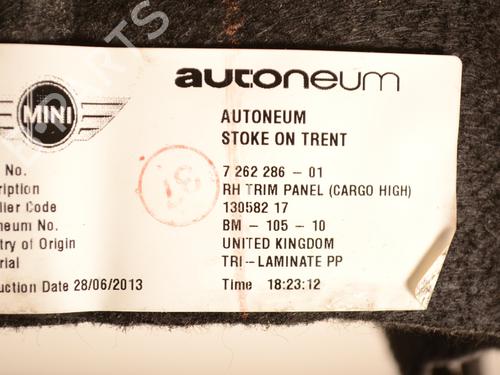 MINI
autoneum
AUTONEUM
STOKE ON TRENT
No. 7 262 286 - 01
cription RH TRIM PANEL (CARGO HIGH)
lier Code 130582 17
neum No. BM - 105 - 10
try of Origin UNITED KINGDOM
rial TRI-LAMINATE PP
uction Date 28/06/2013 Time 18:23:12